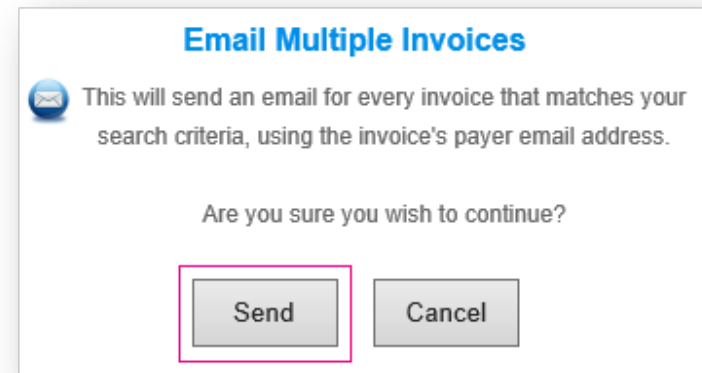 Email Multiple Invoices
This will send an email for every invoice that matches your
search criteria, using the invoice's payer email address.
Are you sure you wish to continue?
Send Cancel